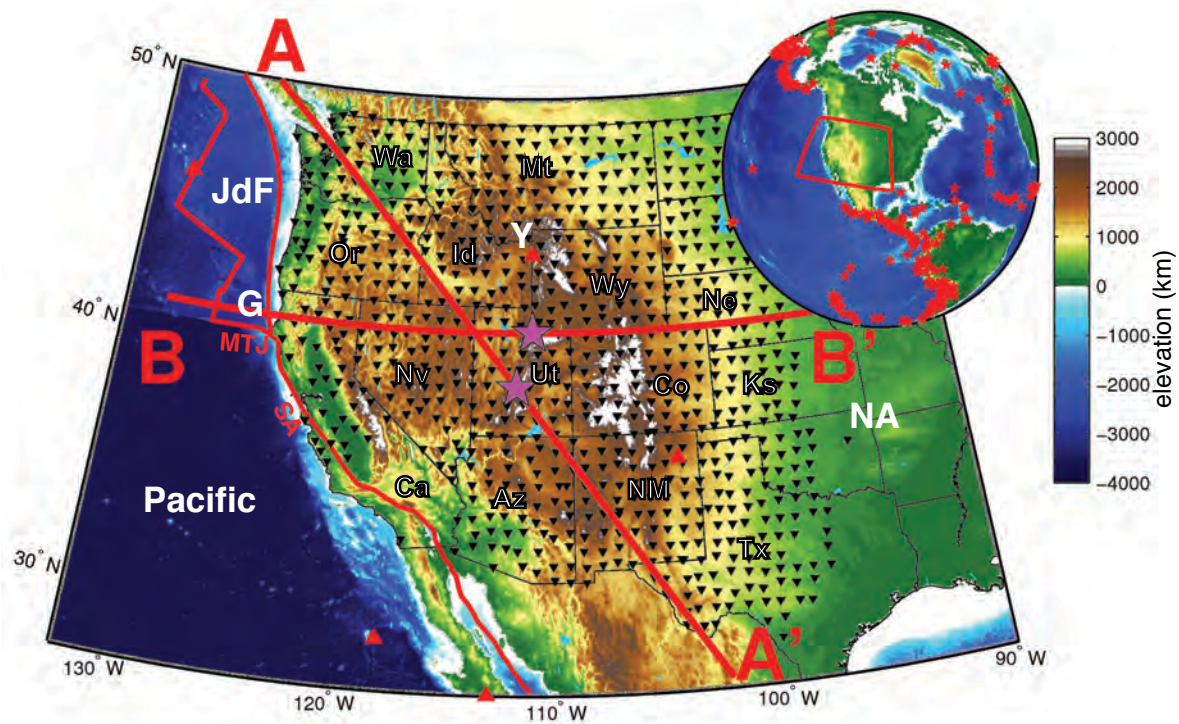 A
50° N
3000
2000
1000
0
−1000
−2000
−3000
−4000
elevation (km)
Wa
Mt
JdF
Y
Or
Id
Wy
40° N
G
Ne
B
MTJ
B'
Nv
Ut
Co
Ks
SA
NA
Pacific
Ca
Az
NM
Tx
30° N
A'
130° W
120° W
110° W
100° W
90° W